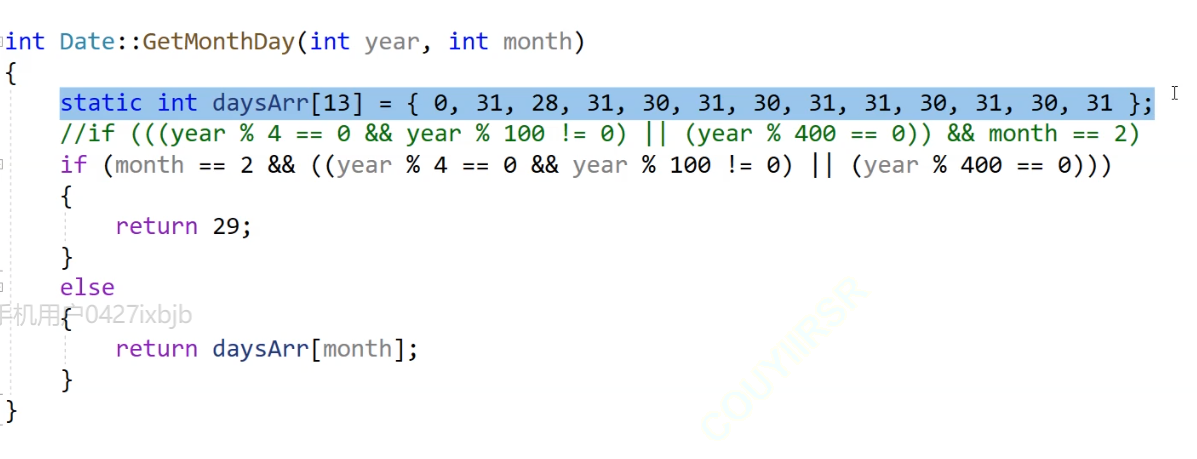 int Date::GetMonthDay(int year, int month)
{
static int daysArr[13] = { 0, 31, 28, 31, 30, 31, 30, 31, 31, 30, 31, 30, 31 };
//if (((year % 4 == 0 && year % 100 != 0) || (year % 400 == 0)) && month == 2)
if (month == 2 && ((year % 4 == 0 && year % 100 != 0) || (year % 400 == 0)))
{
return 29;
}
else
手机用户0427ixbjb
{
return daysArr[month];
}
}
COUYIIRSR